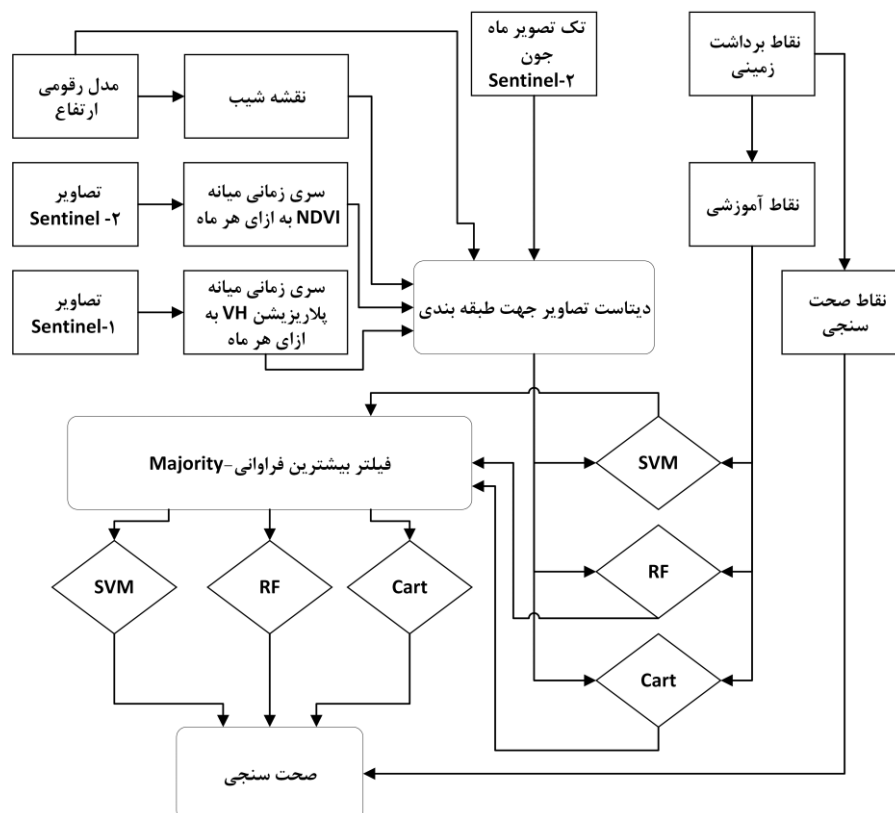 تک تصویر ماه
جون
Sentinel-۲
نقاط برداشت
زمینی
مدل رقومی
ارتفاع
نقشه شیب
تصاویر
Sentinel -۲
سری زمانی میانه
NDVI به ازای هر ماه
نقاط آموزشی
تصاویر
Sentinel-۱
سری زمانی میانه
پلاریزیشن VH به
ازای هر ماه
دیتاست تصاویر جهت طبقه بندی
نقاط صحت
سنجی
فیلتر بیشترین فراوانی-Majority
SVM
RF
Cart
SVM
RF
Cart
صحت سنجی